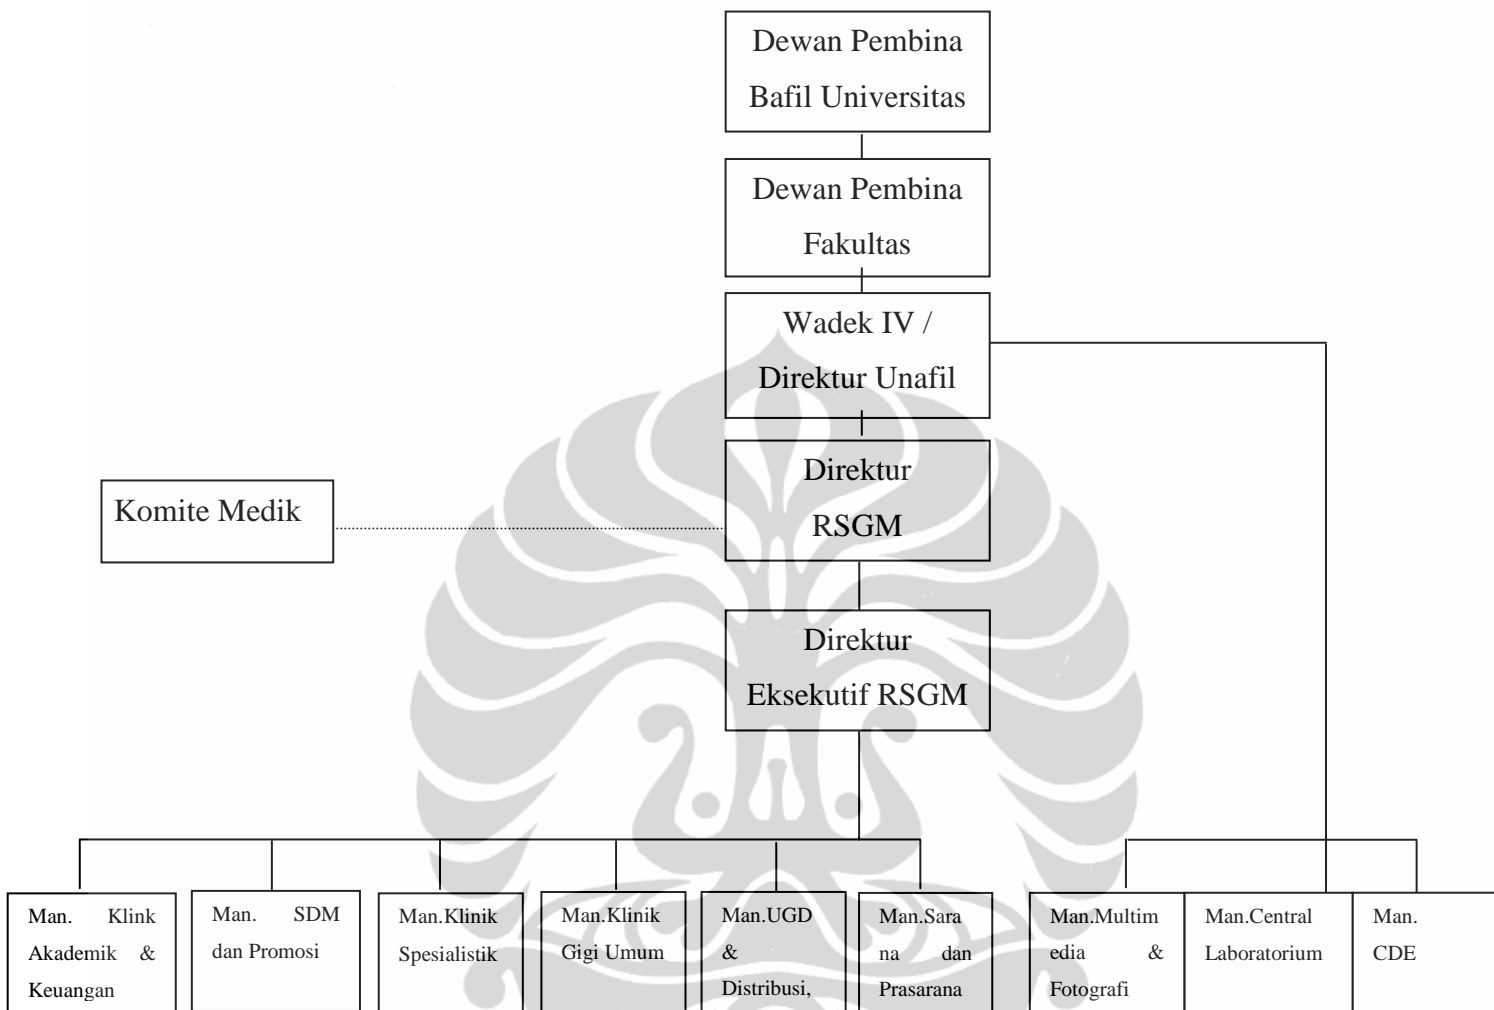 Dewan Pembina
Bafil Universitas
Dewan Pembina
Fakultas
Wadek IV /
Direktur Unafil
Direktur
RSGM
Komite Medik
Direktur
Eksekutif RSGM
Man. Klink
Akademik &
Keuangan
Man. SDM
dan Promosi
Man.Klinik
Spesialistik
Man.Klinik
Gigi Umum
Man.UGD
&
Distribusi,
Man.Sara
na dan
Prasarana
Man.Multim
edia &
Fotografi
Man.Central
Laboratorium
Man.
CDE